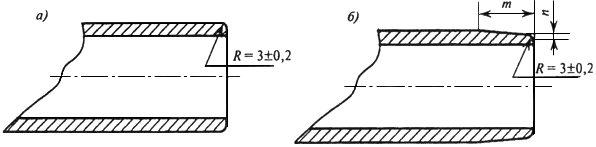 а)
R = 3±0,2
б)
m
n
R = 3±0,2